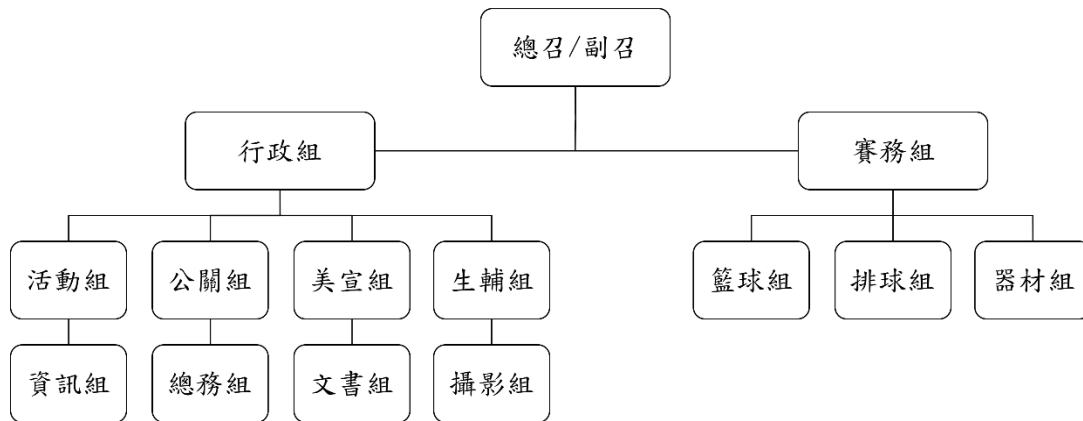 總召/副召
行政組
賽務組
活動組
公關組
美宣組
生輔組
籃球組
排球組
器材組
資訊組
總務組
文書組
攝影組